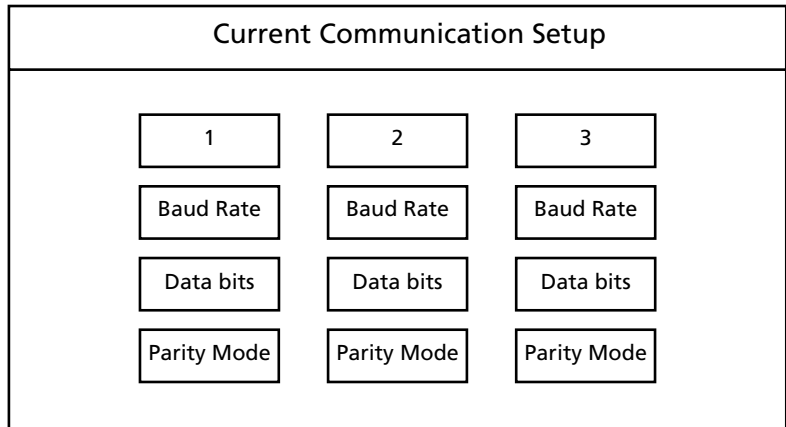 Current Communication Setup
1 2 3
Baud Rate Baud Rate Baud Rate
Data bits Data bits Data bits
Parity Mode Parity Mode Parity Mode